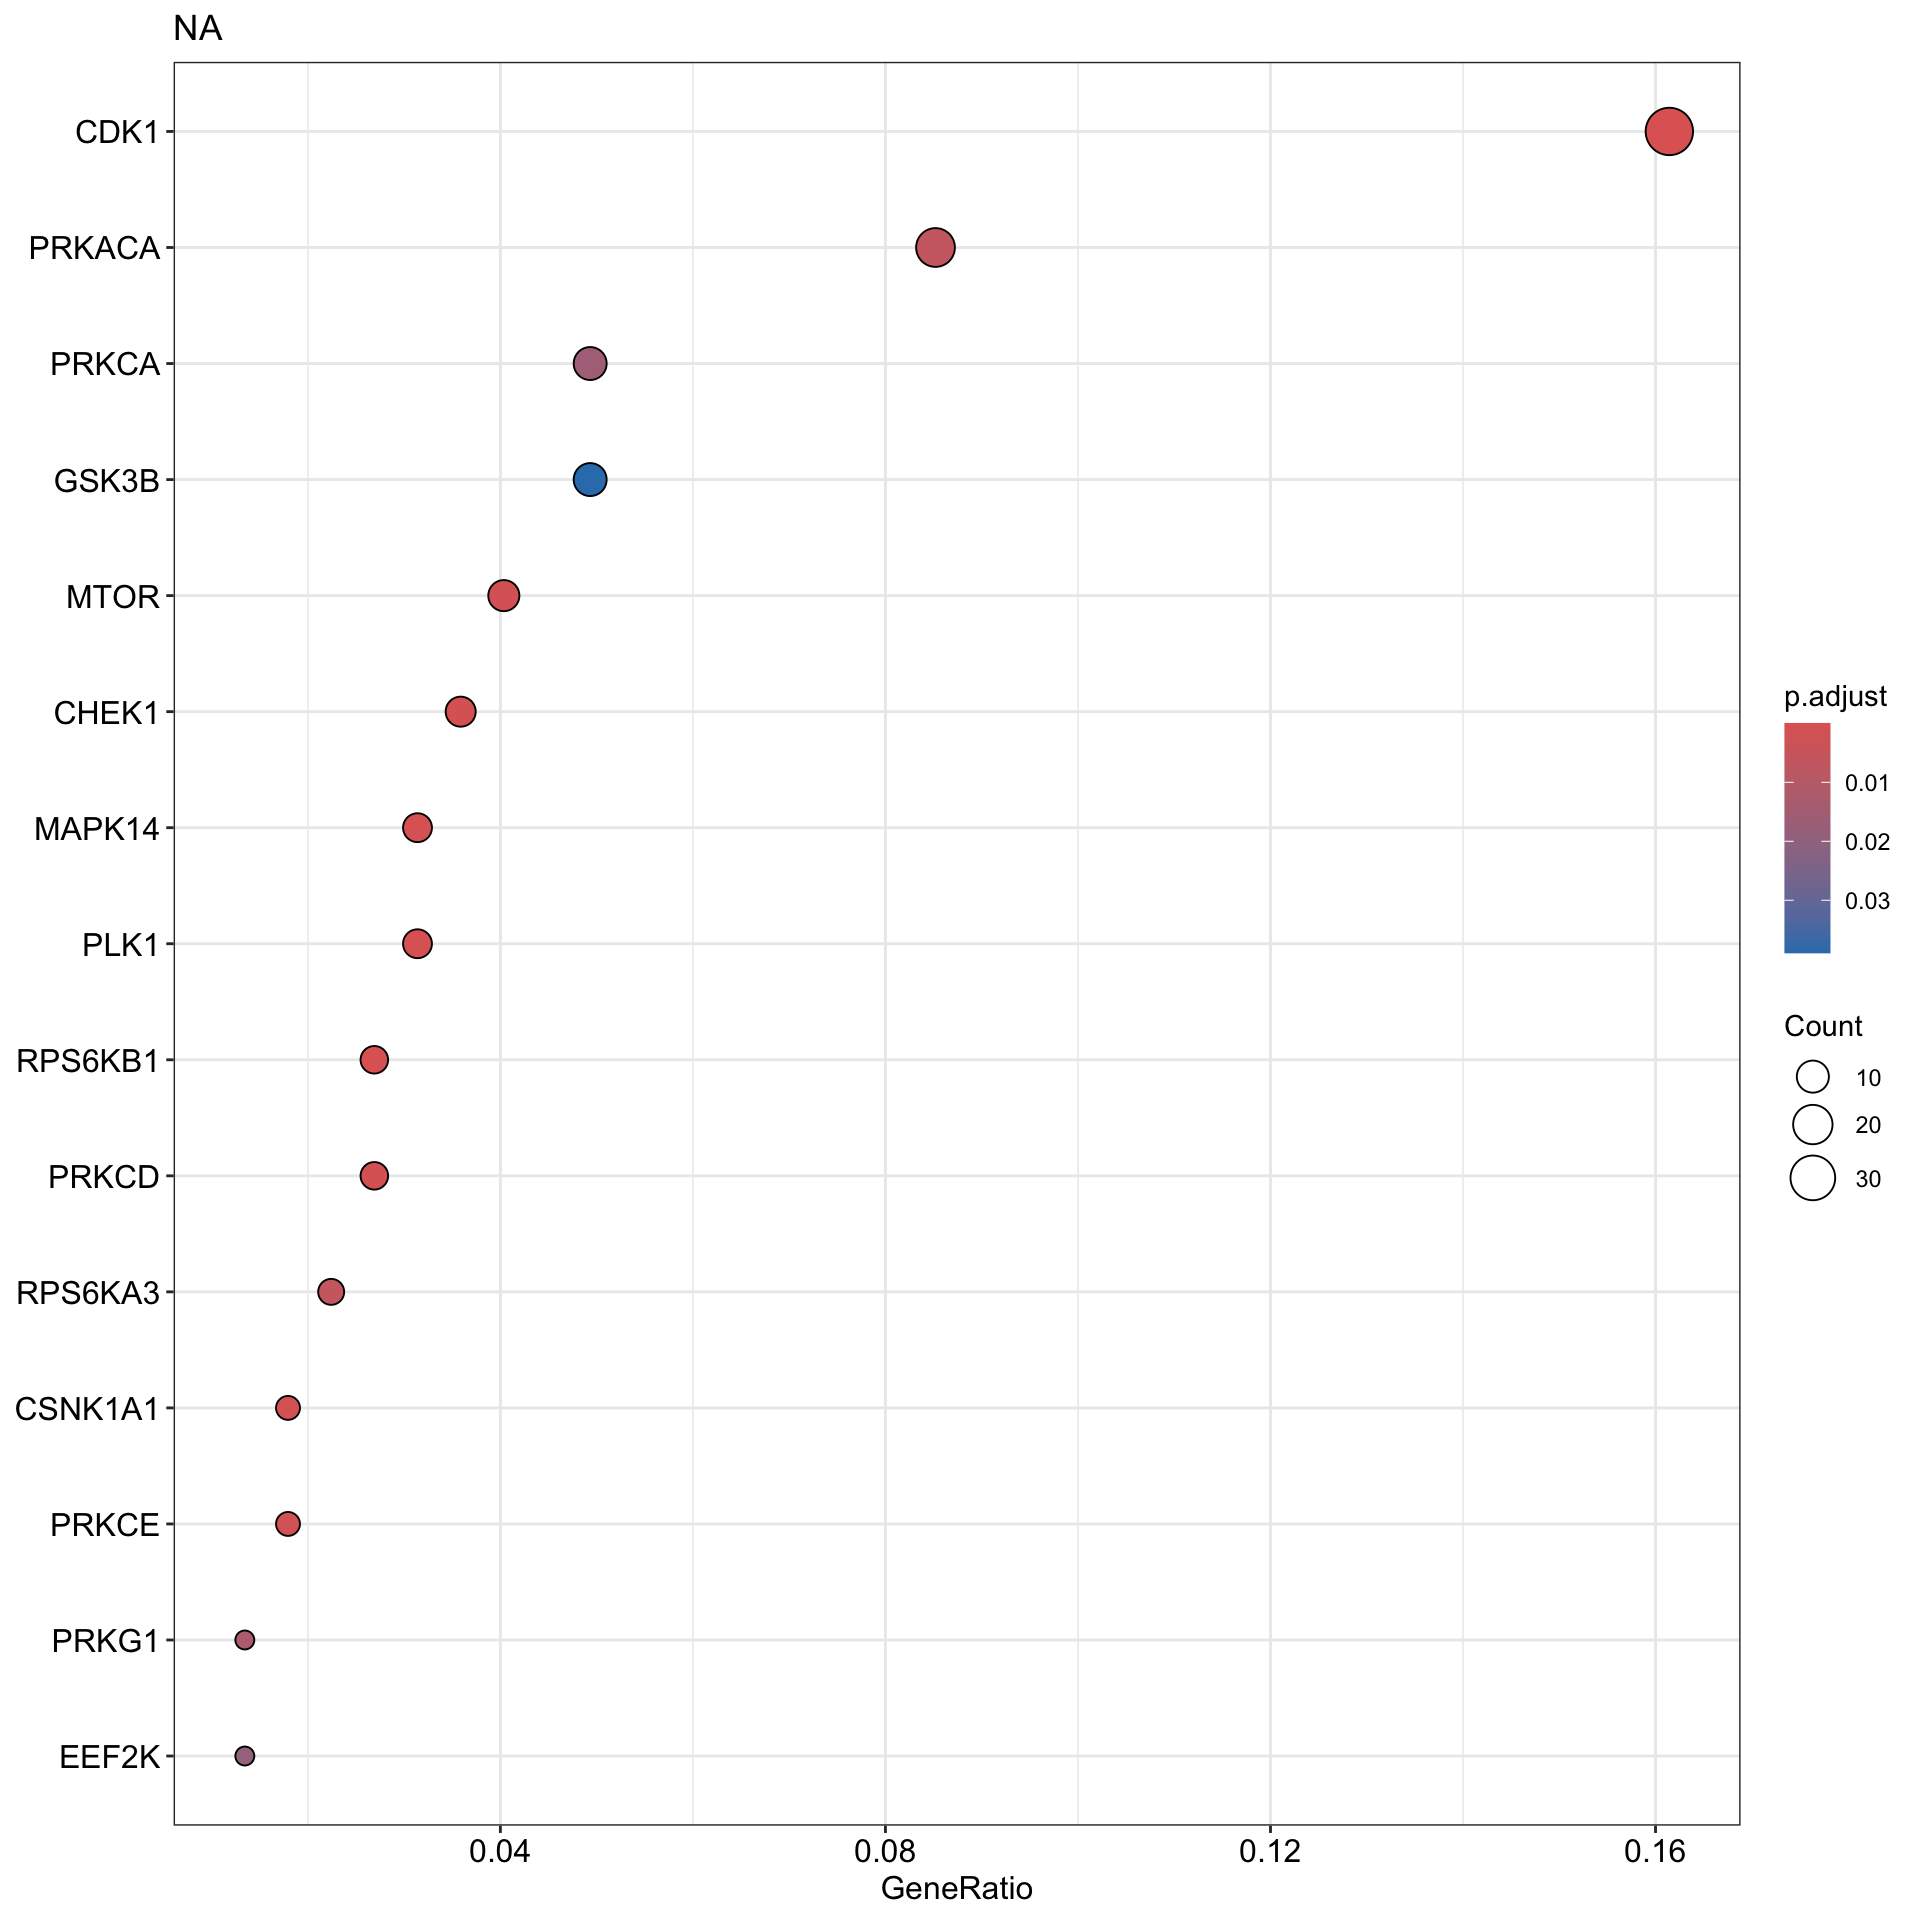 NA
CDK1
PRKACA
PRKCA
GSK3B
MTOR
CHEK1
MAPK14
PLK1
RPS6KB1
PRKCD
RPS6KA3
CSNK1A1
PRKCE
PRKG1
EEF2K
0.04 0.08 0.12 0.16
GeneRatio
p.adjust
0.01
0.02
0.03
Count
10
20
30